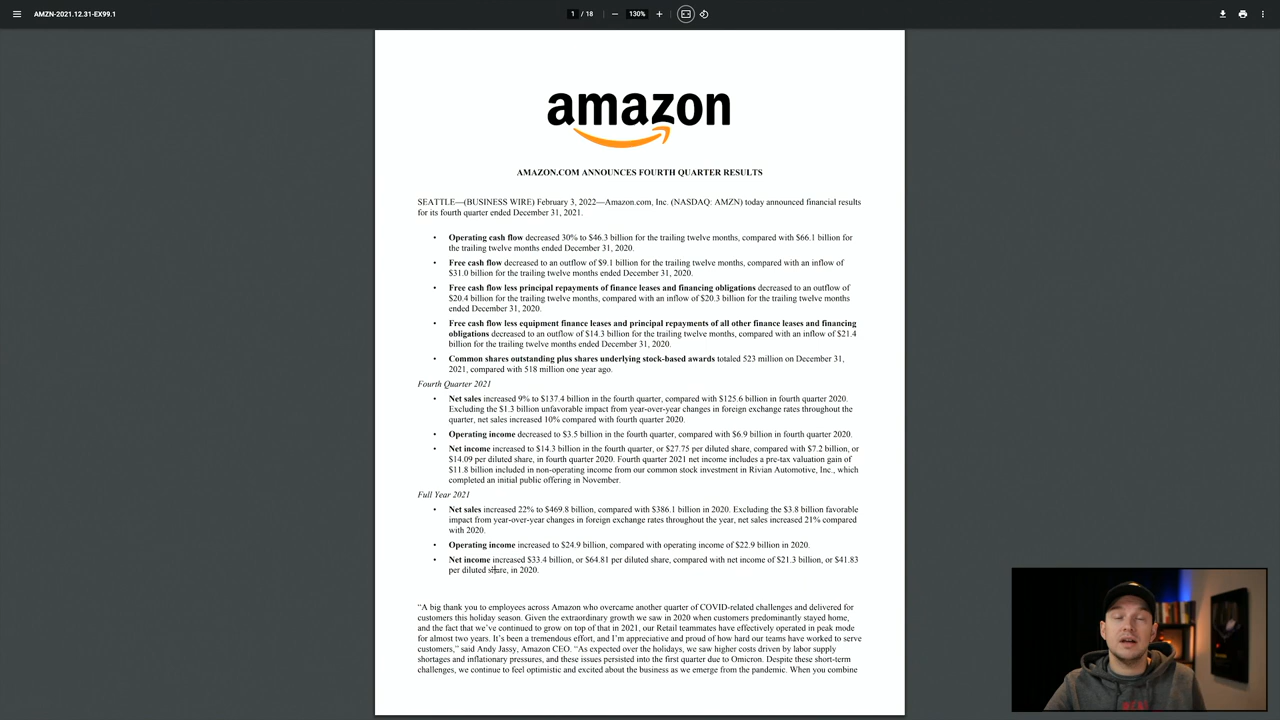 AMZN-2021.12.31-EX99.1
1 / 18
130%
amazon
AMAZON.COM ANNOUNCES FOURTH QUARTER RESULTS
SEATTLE—(BUSINESS WIRE) February 3, 2022—Amazon.com, Inc. (NASDAQ: AMZN) today announced financial results
for its fourth quarter ended December 31, 2021.
• Operating cash flow decreased 30% to $46.3 billion for the trailing twelve months, compared with $66.1 billion for
the trailing twelve months ended December 31, 2020.
• Free cash flow decreased to an outflow of $9.1 billion for the trailing twelve months, compared with an inflow of
$31.0 billion for the trailing twelve months ended December 31, 2020.
• Free cash flow less principal repayments of finance leases and financing obligations decreased to an outflow of
$20.4 billion for the trailing twelve months, compared with an inflow of $20.3 billion for the trailing twelve months
ended December 31, 2020.
• Free cash flow less equipment finance leases and principal repayments of all other finance leases and financing
obligations decreased to an outflow of $14.3 billion for the trailing twelve months, compared with an inflow of $21.4
billion for the trailing twelve months ended December 31, 2020.
• Common shares outstanding plus shares underlying stock-based awards totaled 523 million on December 31,
2021, compared with 518 million one year ago.
Fourth Quarter 2021
• Net sales increased 9% to $137.4 billion in the fourth quarter, compared with $125.6 billion in fourth quarter 2020.
Excluding the $1.3 billion unfavorable impact from year-over-year changes in foreign exchange rates throughout the
quarter, net sales increased 10% compared with fourth quarter 2020.
• Operating income decreased to $3.5 billion in the fourth quarter, compared with $6.9 billion in fourth quarter 2020.
• Net income increased to $14.3 billion in the fourth quarter, or $27.75 per diluted share, compared with $7.2 billion, or
$14.09 per diluted share, in fourth quarter 2020. Fourth quarter 2021 net income includes a pre-tax valuation gain of
$11.8 billion included in non-operating income from our common stock investment in Rivian Automotive, Inc., which
completed an initial public offering in November.
Full Year 2021
• Net sales increased 22% to $469.8 billion, compared with $386.1 billion in 2020. Excluding the $3.8 billion favorable
impact from year-over-year changes in foreign exchange rates throughout the year, net sales increased 21% compared
with 2020.
• Operating income increased to $24.9 billion, compared with operating income of $22.9 billion in 2020.
• Net income increased $33.4 billion, or $64.81 per diluted share, compared with net income of $21.3 billion, or $41.83
per diluted share, in 2020.
“A big thank you to employees across Amazon who overcame another quarter of COVID-related challenges and delivered for
customers this holiday season. Given the extraordinary growth we saw in 2020 when customers predominantly stayed home,
and the fact that we’ve continued to grow on top of that in 2021, our Retail teammates have effectively operated in peak mode
for almost two years. It’s been a tremendous effort, and I’m appreciative and proud of how hard our teams have worked to serve
customers,” said Andy Jassy, Amazon CEO. “As expected over the holidays, we saw higher costs driven by labor supply
shortages and inflationary pressures, and these issues persisted into the first quarter due to Omicron. Despite these short-term
challenges, we continue to feel optimistic and excited about the business as we emerge from the pandemic. When you combine